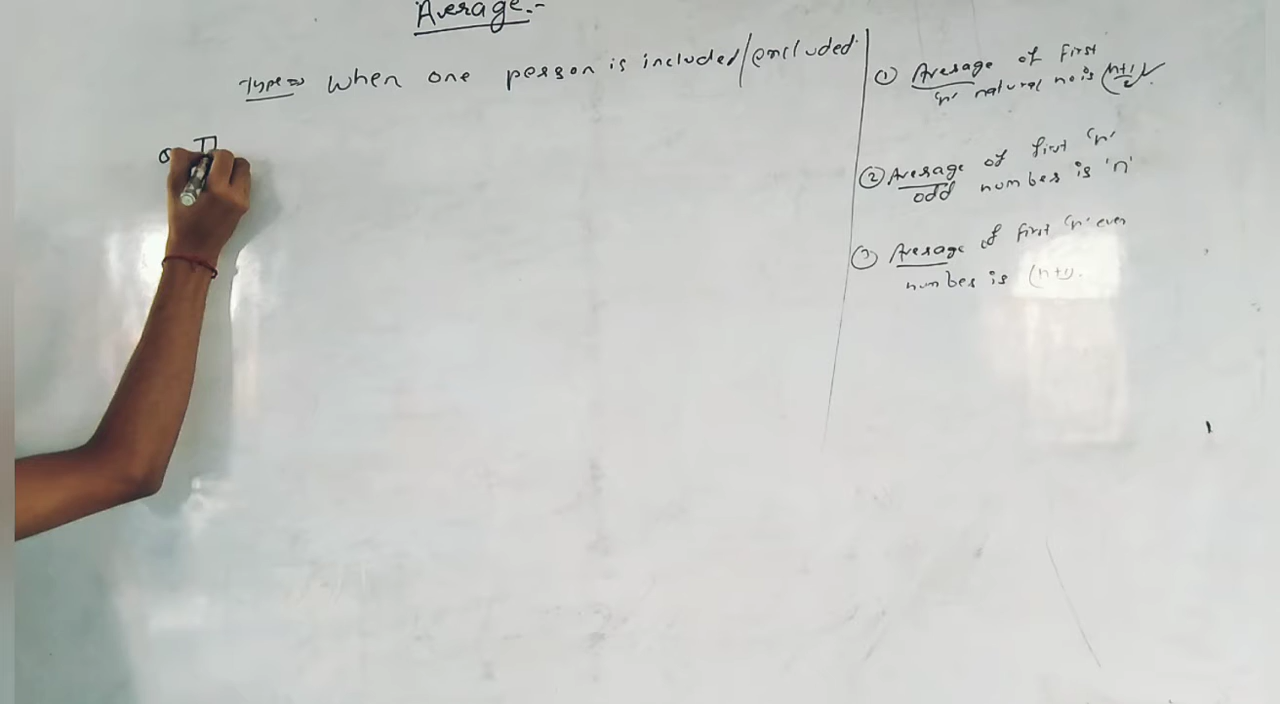 Average.-
Type⇒ When one person is included/excluded.
① Average of first
'n' natural no is (n+1/2)
② Average of first 'n'
odd numbers is 'n'
③ Average of first 'n' even
numbers is (n+1).